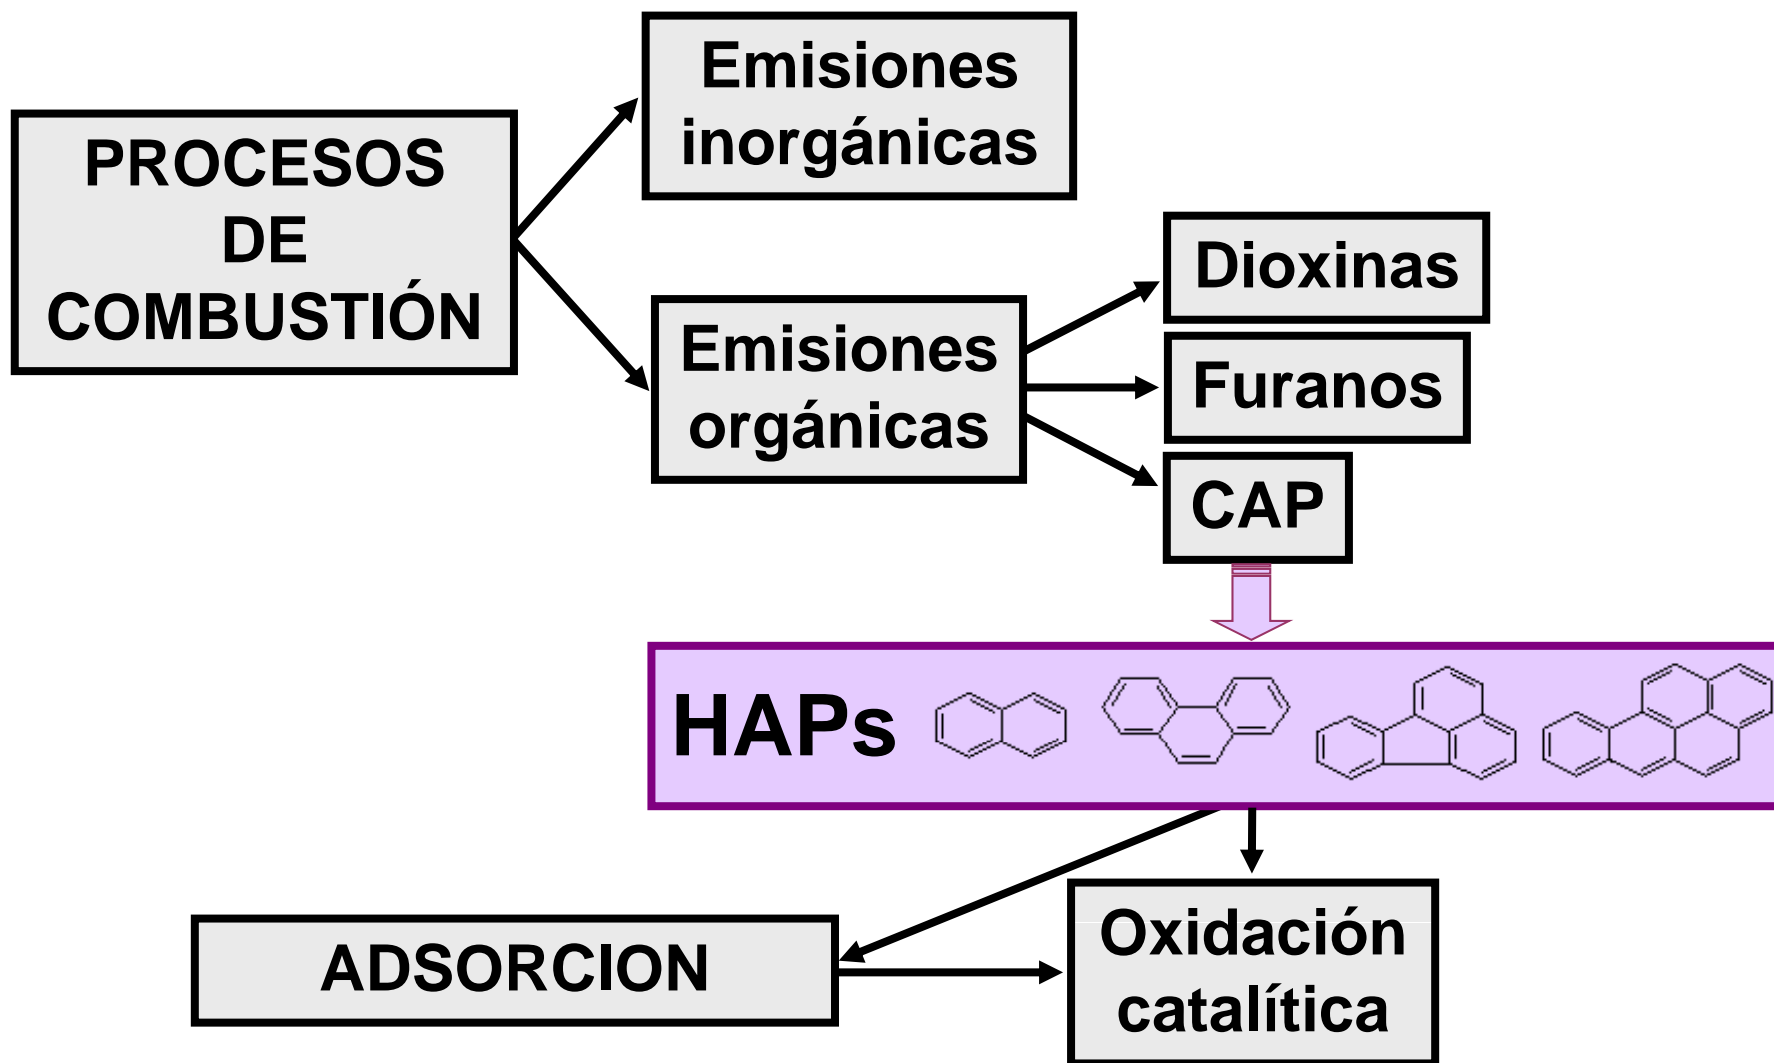 Emisiones
inorgánicas
PROCESOS
DE
COMBUSTIÓN
Dioxinas
Emisiones
orgánicas
Furanos
CAP
HAPs
ADSORCION
Oxidación
catalítica